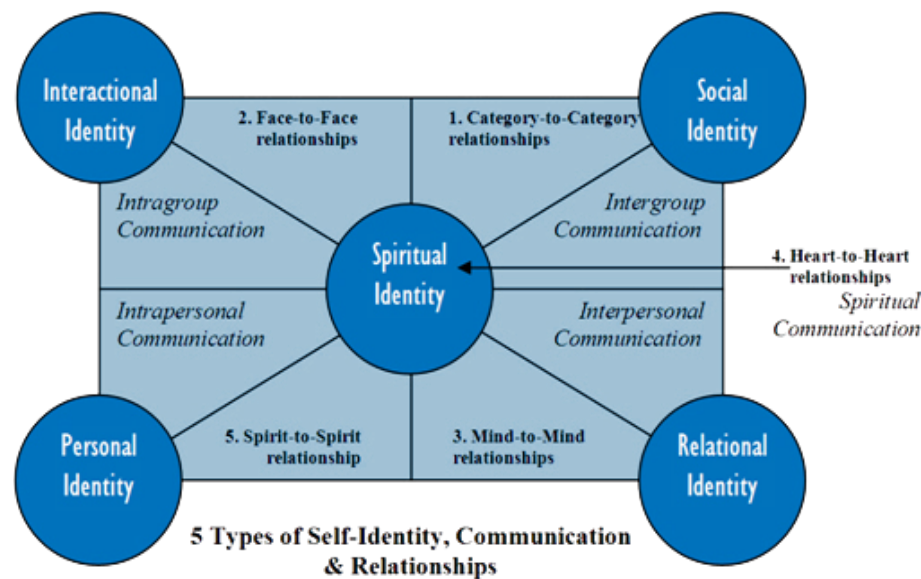 Interactional
Identity
2. Face-to-Face
relationships
1. Category-to-Category
relationships
Social
Identity
Intragroup
Communication
Intergroup
Communication
Spiritual
Identity
4. Heart-to-Heart
relationships
Spiritual
Communication
Intrapersonal
Communication
Interpersonal
Communication
Personal
Identity
5. Spirit-to-Spirit
relationship
3. Mind-to-Mind
relationships
Relational
Identity
5 Types of Self-Identity, Communication
& Relationships